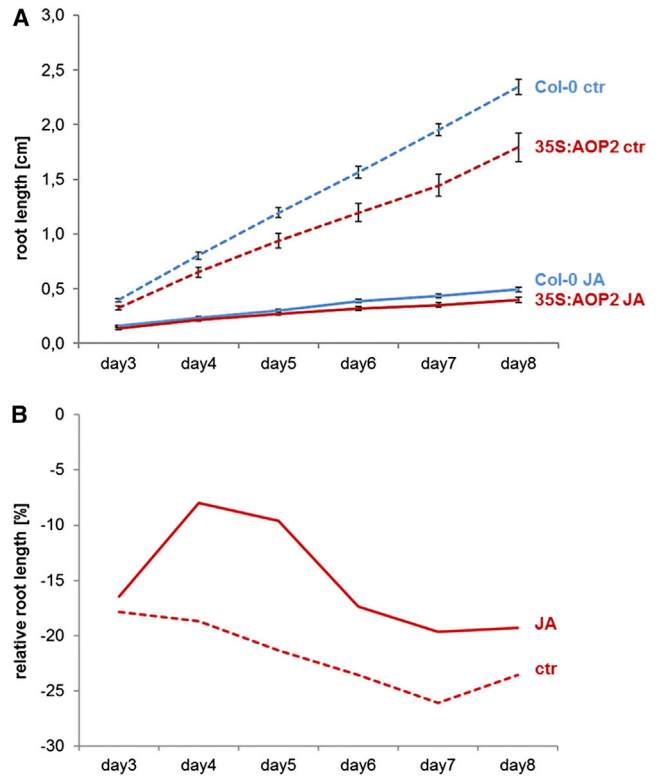 A
3,0
2,5
2,0
1,5
1,0
0,5
0,0
root length [cm]
Col-0 ctr
35S:AOP2 ctr
Col-0 JA
35S:AOP2 JA
day3 day4 day5 day6 day7 day8
B
0
-5
-10
-15
-20
-25
-30
relative root length [%]
JA
ctr
day3 day4 day5 day6 day7 day8